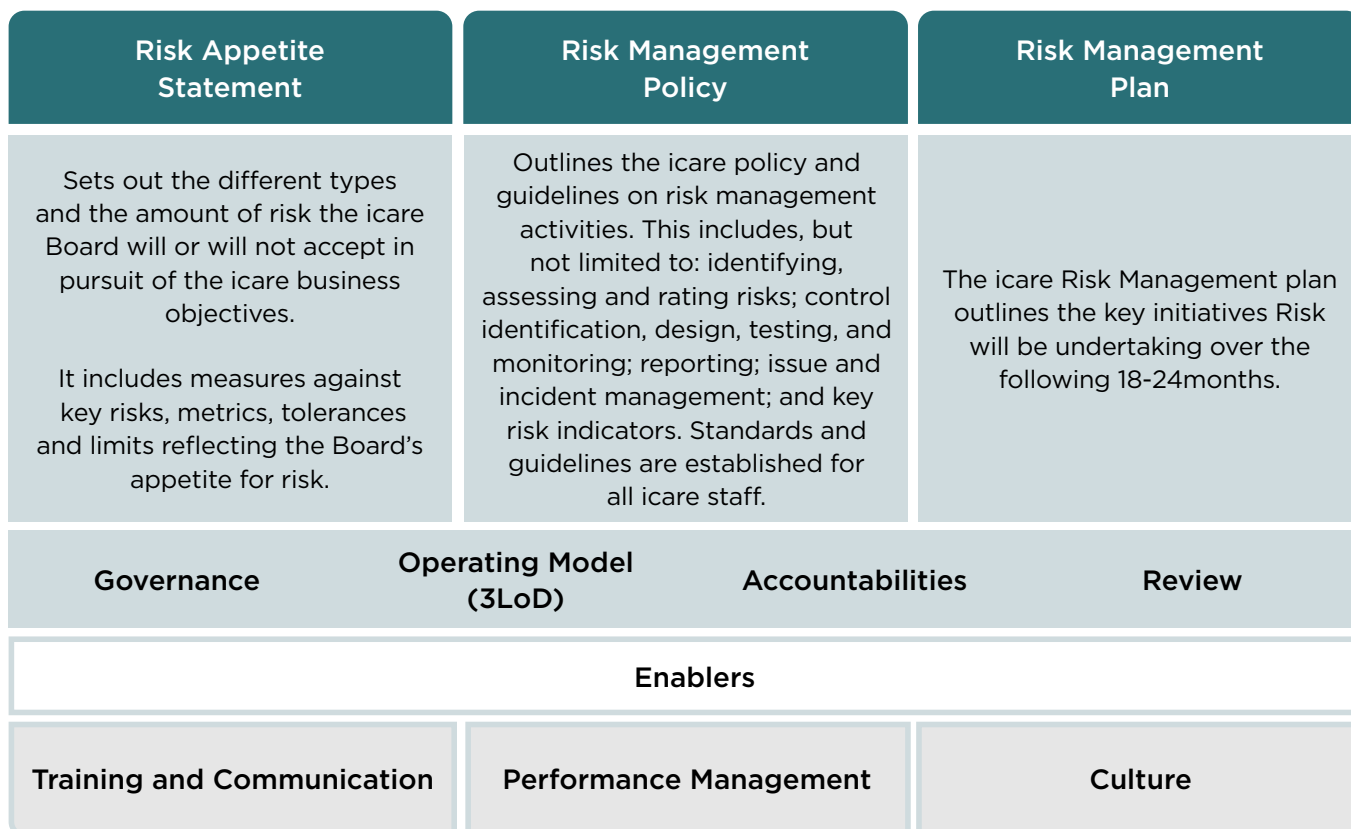 Risk Appetite
Statement
Risk Management
Policy
Risk Management
Plan
Sets out the different types
and the amount of risk the icare
Board will or will not accept in
pursuit of the icare business
objectives.
It includes measures against
key risks, metrics, tolerances
and limits reflecting the Board’s
appetite for risk.
Outlines the icare policy and
guidelines on risk management
activities. This includes, but
not limited to: identifying,
assessing and rating risks; control
identification, design, testing, and
monitoring; reporting; issue and
incident management; and key
risk indicators. Standards and
guidelines are established for
all icare staff.
The icare Risk Management plan
outlines the key initiatives Risk
will be undertaking over the
following 18-24months.
Governance
Operating Model
(3LoD)
Accountabilities
Review
Enablers
Training and Communication
Performance Management
Culture